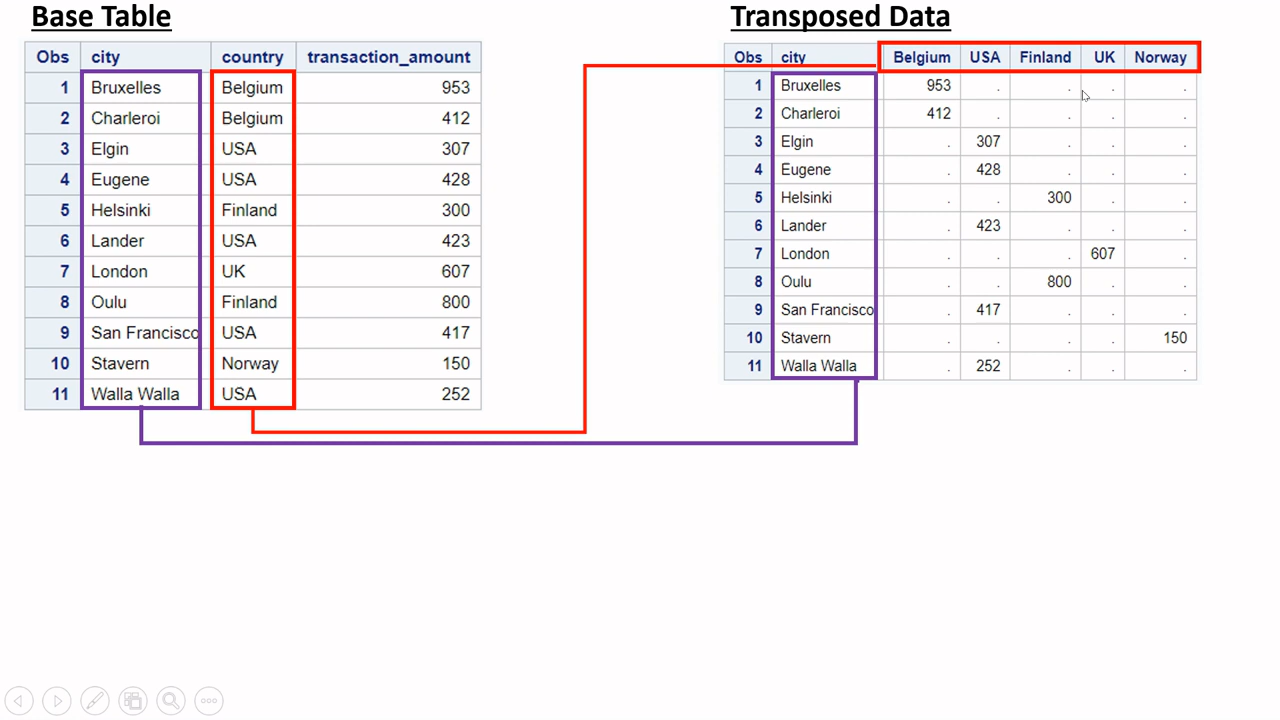 Base Table
Obs city country transaction_amount
1 Bruxelles Belgium 953
2 Charleroi Belgium 412
3 Elgin USA 307
4 Eugene USA 428
5 Helsinki Finland 300
6 Lander USA 423
7 London UK 607
8 Oulu Finland 800
9 San Francisco USA 417
10 Stavern Norway 150
11 Walla Walla USA 252
Transposed Data
Obs city Belgium USA Finland UK Norway
1 Bruxelles 953 . . . .
2 Charleroi 412 . . . .
3 Elgin . 307 . . .
4 Eugene . 428 . . .
5 Helsinki . . 300 . .
6 Lander . 423 . . .
7 London . . . 607 .
8 Oulu . . 800 . .
9 San Francisco . 417 . . .
10 Stavern . . . . 150
11 Walla Walla . 252 . . .